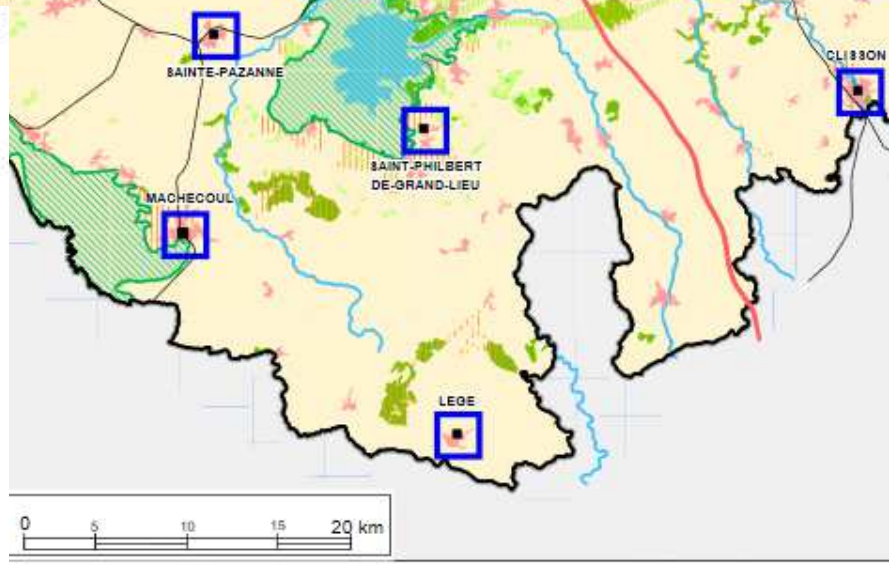 SAINTE-PAZANNE
CLISSON
SAINT-PHILBERT
DE-GRAND-LIEU
MACHECOUL
LEGE
0 5 10 15 20 km